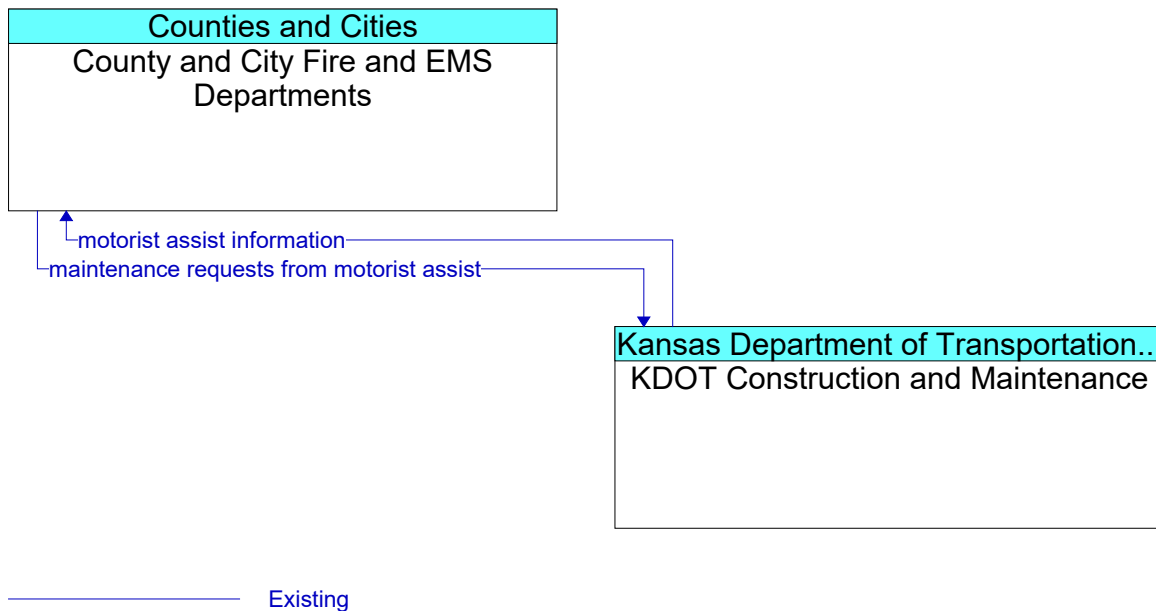 Counties and Cities
County and City Fire and EMS
Departments
motorist assist information
maintenance requests from motorist assist
Kansas Department of Transportation..
KDOT Construction and Maintenance
Existing